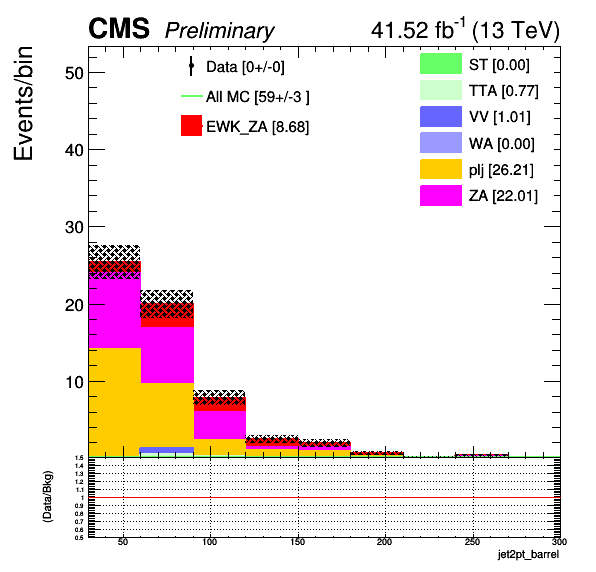 CMS Preliminary 41.52 fb-1 (13 TeV)
Events/bin
50
40
30
20
10
Data [0+/-0]
All MC [59+/-3 ]
EWK_ZA [8.68]
ST [0.00]
TTA [0.77]
VV [1.01]
WA [0.00]
plj [26.21]
ZA [22.01]
(Data/Bkg)
1.5
1.4
1.3
1.2
1.1
1
0.9
0.8
0.7
0.6
0.5
50 100 150 200 250 300
jet2pt_barrel